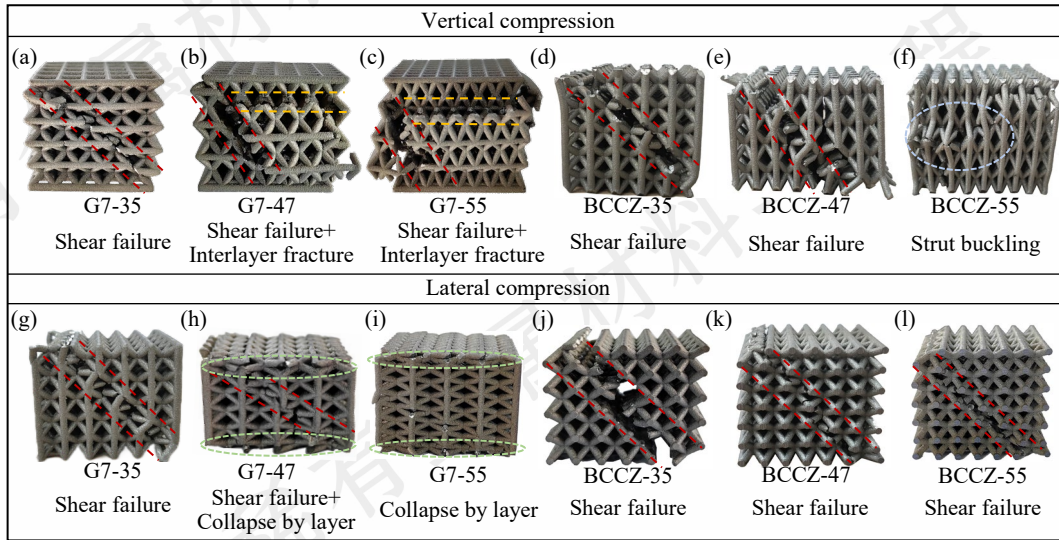 Vertical compression
(a) (b) (c) (d) (e) (f)
G7-35 G7-47 G7-55 BCCZ-35 BCCZ-47 BCCZ-55
Shear failure Shear failure+ Shear failure+ Shear failure Shear failure Strut buckling
Interlayer fracture Interlayer fracture
Lateral compression
(g) (h) (i) (j) (k) (l)
G7-35 G7-47 G7-55 BCCZ-35 BCCZ-47 BCCZ-55
Shear failure Shear failure+ Collapse by layer Shear failure Shear failure Shear failure
Collapse by layer